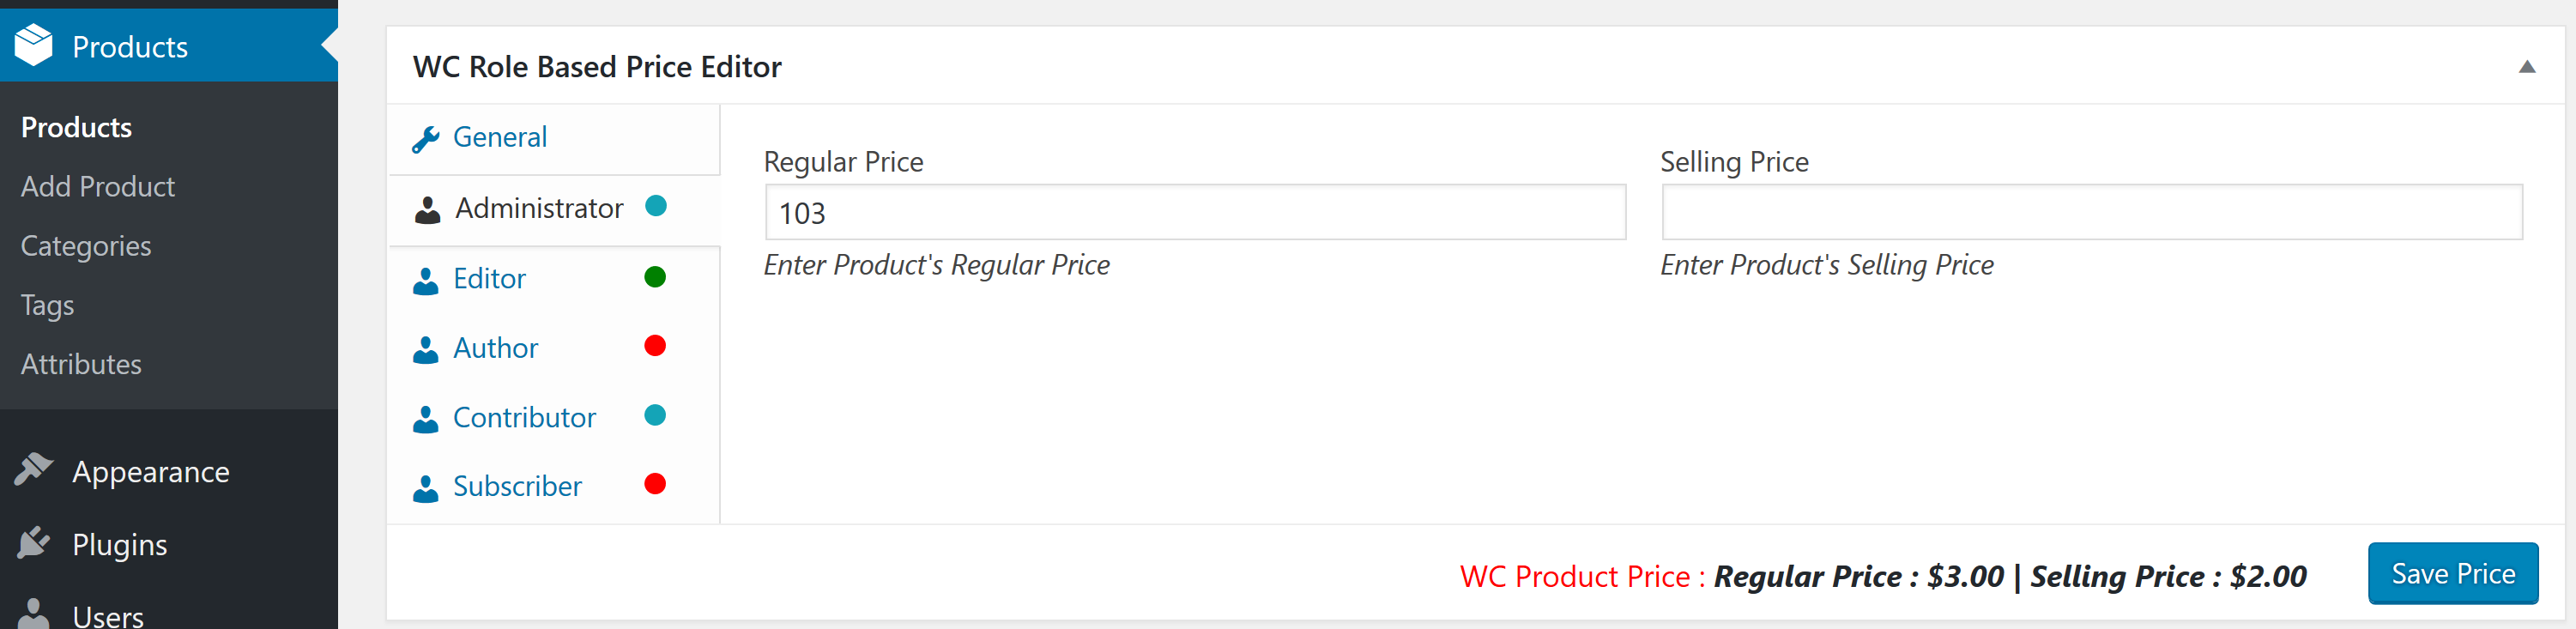 Products
Products
Add Product
Categories
Tags
Attributes
Appearance
Plugins
Users
WC Role Based Price Editor
General
Administrator
Editor
Author
Contributor
Subscriber
Regular Price
103
Enter Product's Regular Price
Selling Price
Enter Product's Selling Price
WC Product Price : Regular Price : $3.00 | Selling Price : $2.00
Save Price